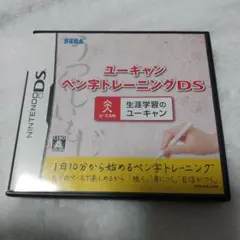 SEGA
ユーキャン
ペン字トレーニングDS
U-CAN
生涯学習の
ユーキャン
NINTENDO DS
A
1日10分から始めるペン字トレーニング